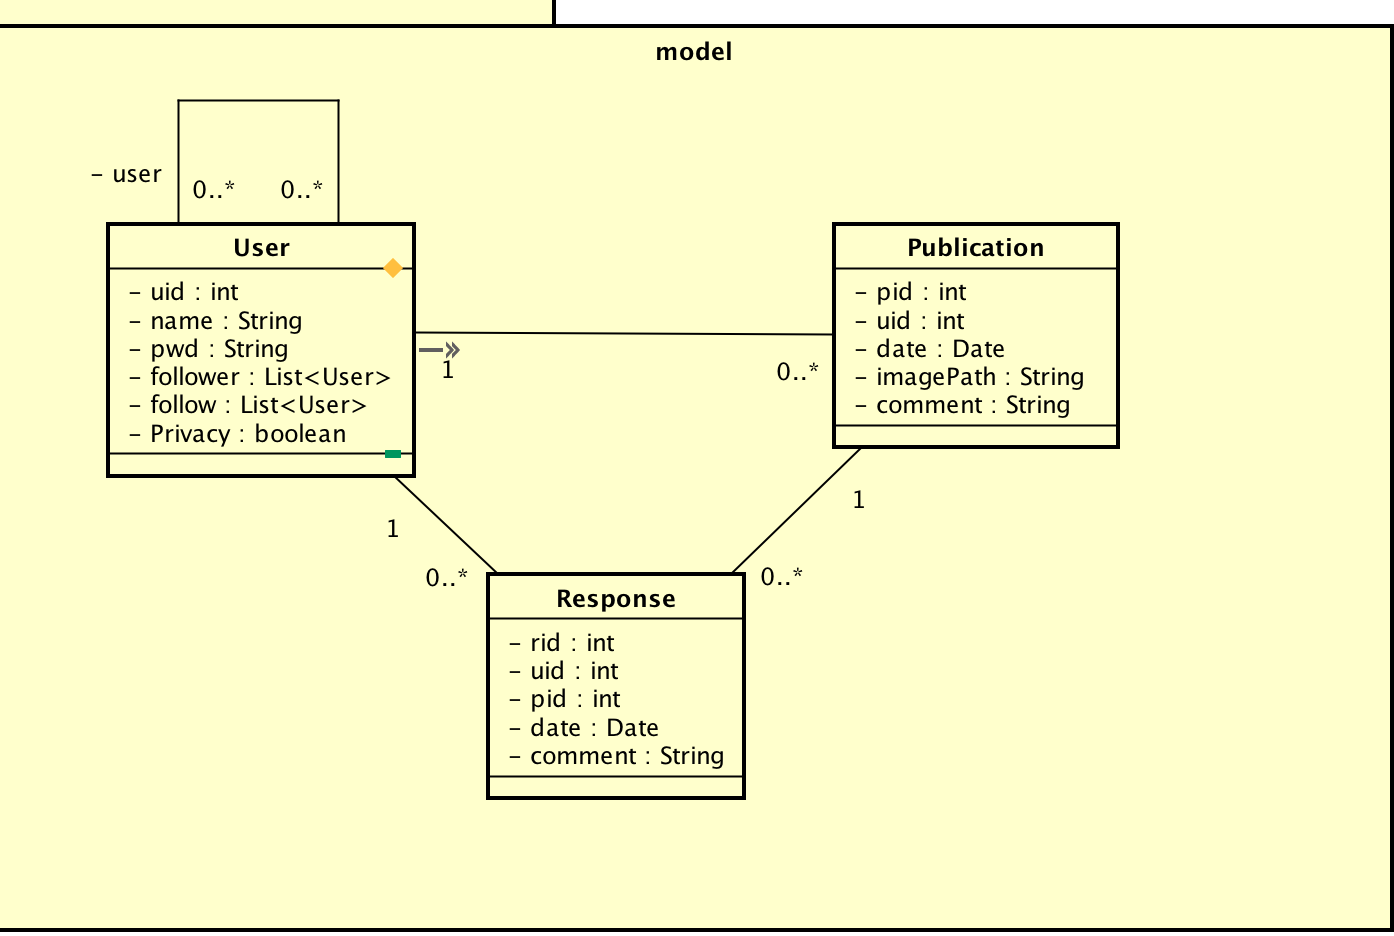 model
- user
0..*
0..*
User
- uid : int
- name : String
- pwd : String
- follower : List<User>
- follow : List<User>
- Privacy : boolean
1
0..*
Publication
- pid : int
- uid : int
- date : Date
- imagePath : String
- comment : String
1
0..*
1
0..*
Response
- rid : int
- uid : int
- pid : int
- date : Date
- comment : String